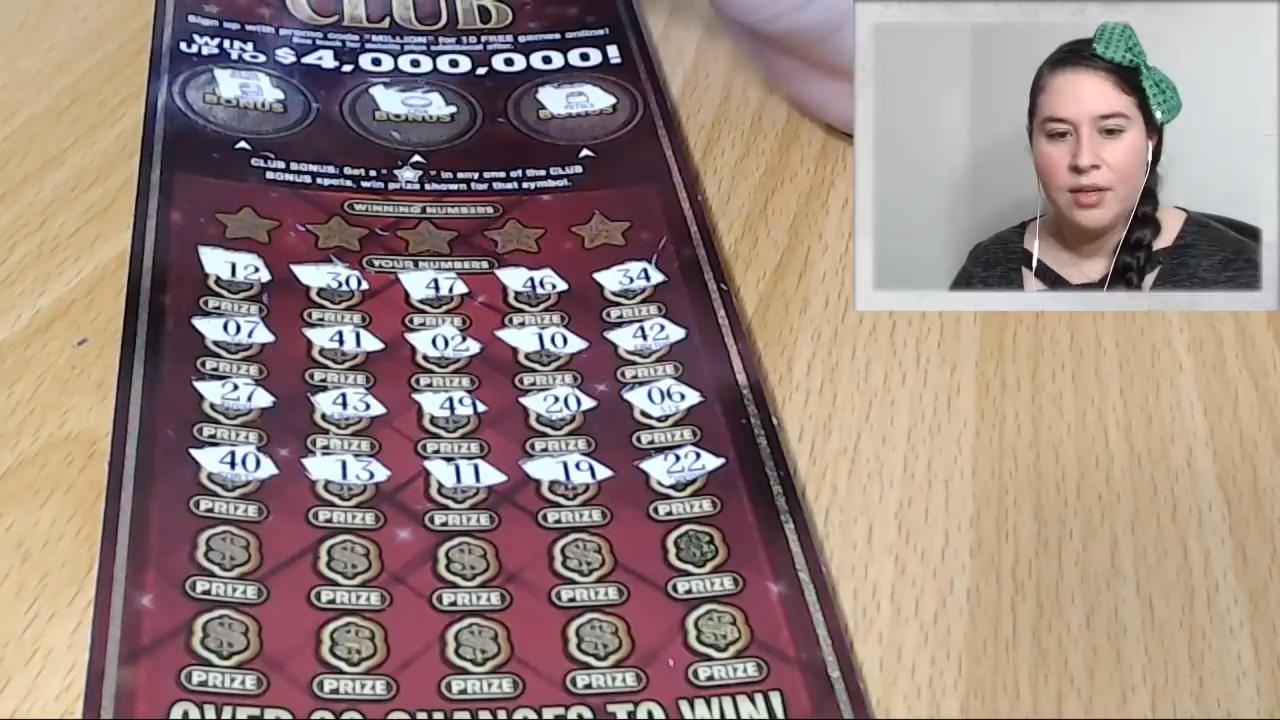 CLUB
Sign up with promo code "MILLION" for 10 FREE games online!
WIN
UP TO $4,000,000!
BONUS BONUS BONUS
CLUB BONUS: Get a " " in any one of the CLUB
BONUS spots, win prize shown for that symbol.
WINNING NUMBERS
YOUR NUMBERS
12 30 47 46 34
PRIZE PRIZE PRIZE PRIZE PRIZE
07 41 02 10 42
PRIZE PRIZE PRIZE PRIZE PRIZE
27 43 49 20 06
PRIZE PRIZE PRIZE PRIZE PRIZE
40 13 11 19 22
PRIZE PRIZE PRIZE PRIZE PRIZE
$ $ $ $ $
PRIZE PRIZE PRIZE PRIZE PRIZE
$ $ $ $ $
PRIZE PRIZE PRIZE PRIZE PRIZE
CHANCES TO WIN!